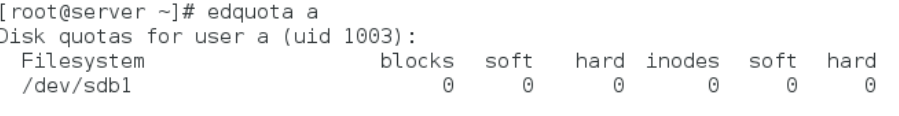 [root@server ~]# edquota a
Disk quotas for user a (uid 1003):
Filesystem blocks soft hard inodes soft hard
/dev/sdb1 0 0 0 0 0 0